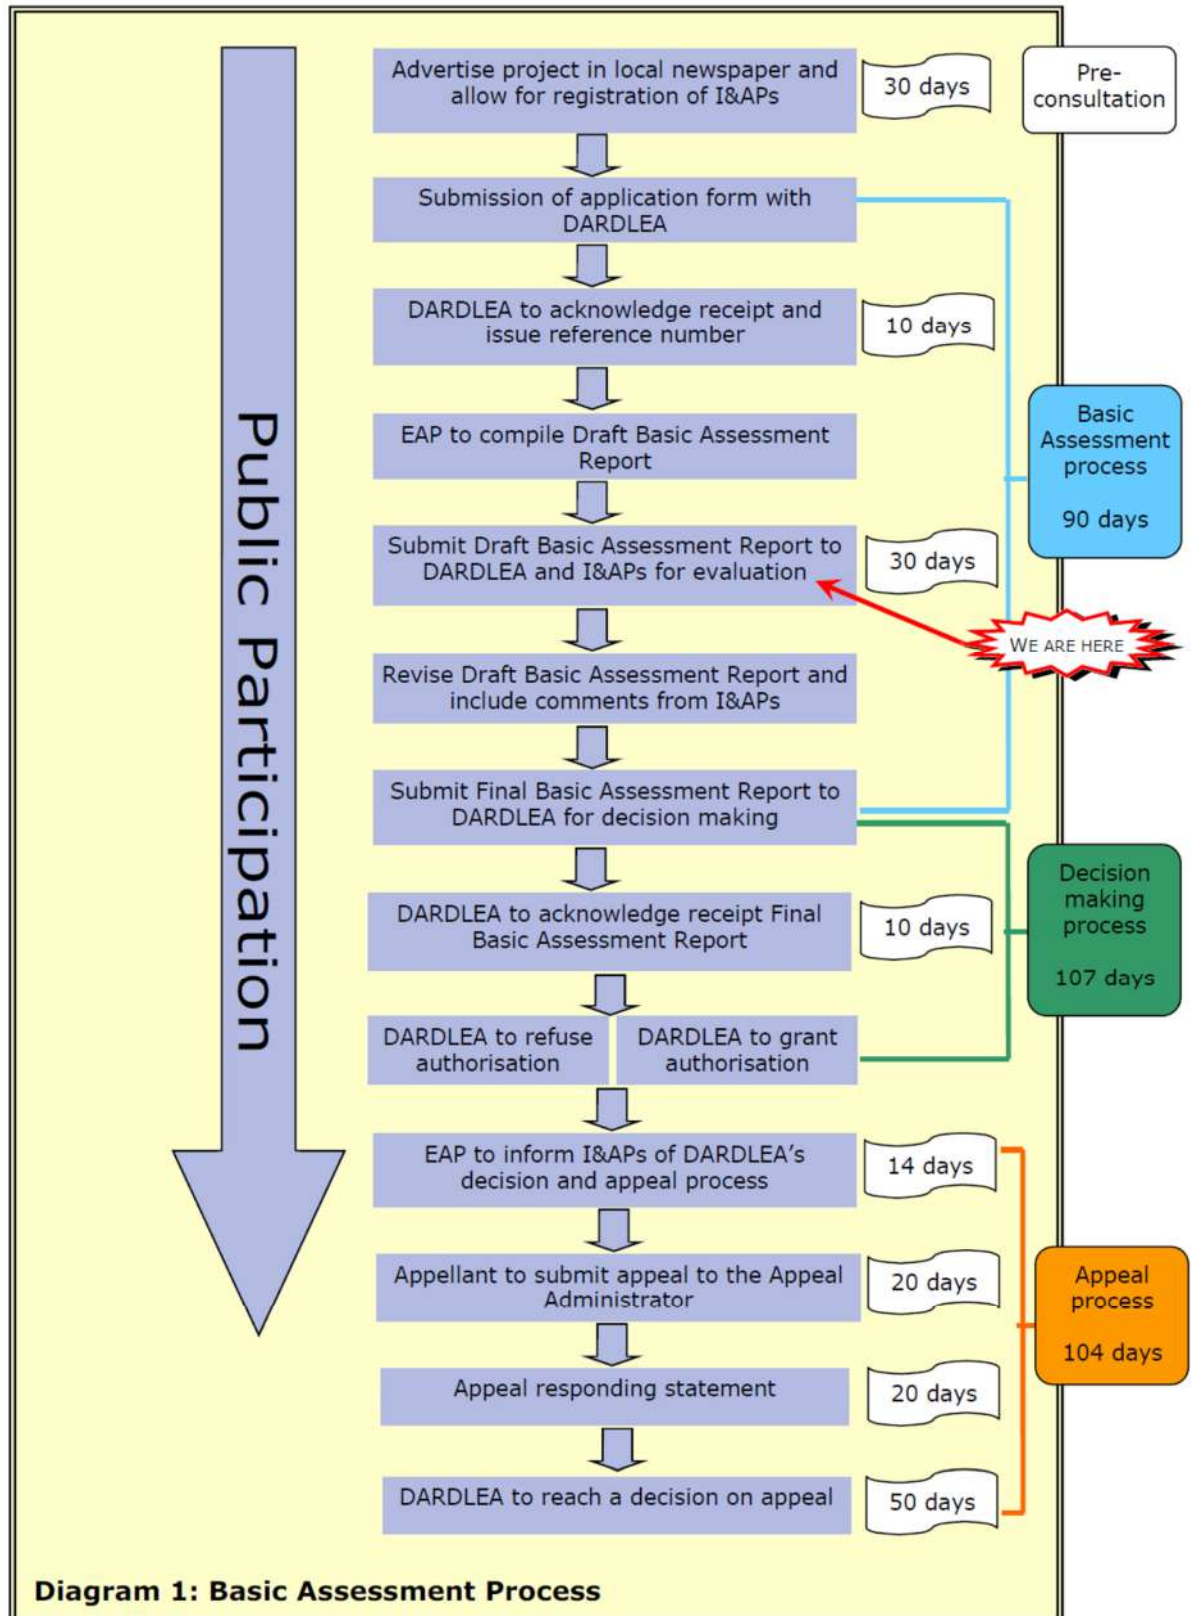 Public Participation
Advertise project in local newspaper and
allow for registration of I&APs
30 days
Pre-
consultation
Submission of application form with
DARDLEA
DARDLEA to acknowledge receipt and
issue reference number
10 days
EAP to compile Draft Basic Assessment
Report
Basic
Assessment
process
90 days
Submit Draft Basic Assessment Report to
DARDLEA and I&APs for evaluation
30 days
WE ARE HERE
Revise Draft Basic Assessment Report and
include comments from I&APs
Submit Final Basic Assessment Report to
DARDLEA for decision making
DARDLEA to acknowledge receipt Final
Basic Assessment Report
10 days
Decision
making
process
107 days
DARDLEA to refuse
authorisation
DARDLEA to grant
authorisation
EAP to inform I&APs of DARDLEA’s
decision and appeal process
14 days
Appellant to submit appeal to the Appeal
Administrator
20 days
Appeal
process
104 days
Appeal responding statement
20 days
DARDLEA to reach a decision on appeal
50 days
Diagram 1: Basic Assessment Process